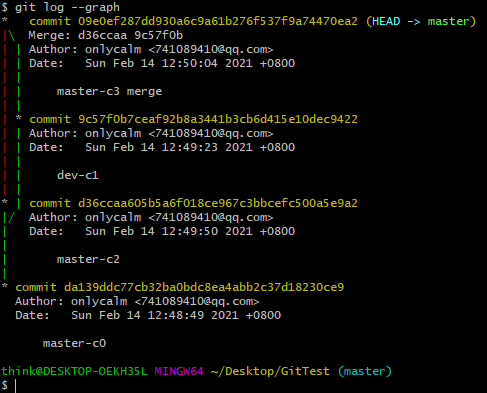 $ git log --graph
*   commit 09e0ef287dd930a6c9a61b276f537f9a74470ea2 (HEAD -> master)
|\  Merge: d36ccaa 9c57f0b
| | Author: onlycalm <741089410@qq.com>
| | Date:   Sun Feb 14 12:50:04 2021 +0800
| |
| |     master-c3 merge
| |
| * commit 9c57f0b7ceaf92b8a3441b3cb6d415e10dec9422
| | Author: onlycalm <741089410@qq.com>
| | Date:   Sun Feb 14 12:49:23 2021 +0800
| |
| |     dev-c1
| |
* | commit d36ccaa605b5a6f018ce967c3bbcefc500a5e9a2
|/  Author: onlycalm <741089410@qq.com>
|   Date:   Sun Feb 14 12:49:50 2021 +0800
|
|       master-c2
|
* commit da139ddc77cb32ba0bdc8ea4abb2c37d18230ce9
  Author: onlycalm <741089410@qq.com>
  Date:   Sun Feb 14 12:48:49 2021 +0800

      master-c0

think@DESKTOP-OEKH35L MINGW64 ~/Desktop/GitTest (master)
$